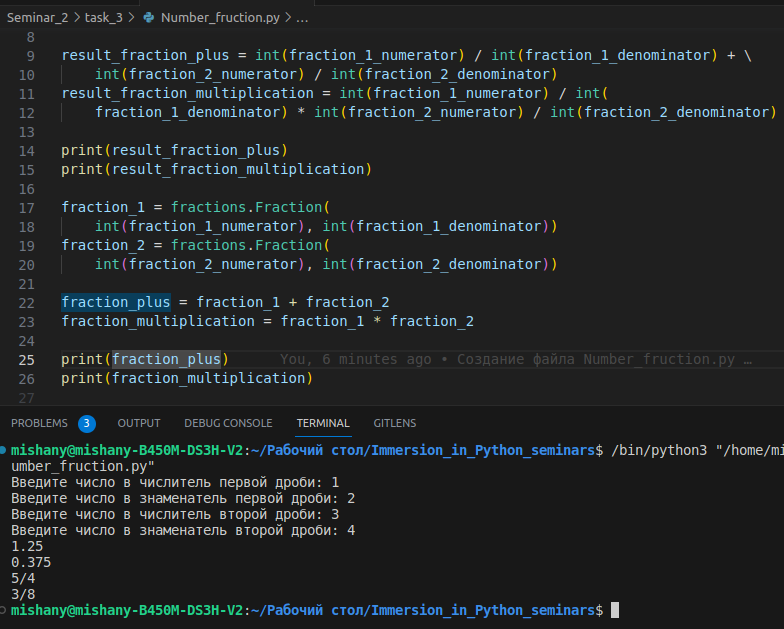 Seminar_2 > task_3 > Number_fruction.py > ...
8
9 result_fraction_plus = int(fraction_1_numerator) / int(fraction_1_denominator) + \
10 int(fraction_2_numerator) / int(fraction_2_denominator)
11 result_fraction_multiplication = int(fraction_1_numerator) / int(
12 fraction_1_denominator) * int(fraction_2_numerator) / int(fraction_2_denominator)
13
14 print(result_fraction_plus)
15 print(result_fraction_multiplication)
16
17 fraction_1 = fractions.Fraction(
18 int(fraction_1_numerator), int(fraction_1_denominator))
19 fraction_2 = fractions.Fraction(
20 int(fraction_2_numerator), int(fraction_2_denominator))
21
22 fraction_plus = fraction_1 + fraction_2
23 fraction_multiplication = fraction_1 * fraction_2
24
25 print(fraction_plus) You, 6 minutes ago • Создание файла Number_fruction.py …
26 print(fraction_multiplication)
27
PROBLEMS 3 OUTPUT DEBUG CONSOLE TERMINAL GITLENS
mishany@mishany-B450M-DS3H-V2:~/Рабочий стол/Immersion_in_Python_seminars$ /bin/python3 "/home/mi
umber_fruction.py"
Введите число в числитель первой дроби: 1
Введите число в знаменатель первой дроби: 2
Введите число в числитель второй дроби: 3
Введите число в знаменатель второй дроби: 4
1.25
0.375
5/4
3/8
mishany@mishany-B450M-DS3H-V2:~/Рабочий стол/Immersion_in_Python_seminars$